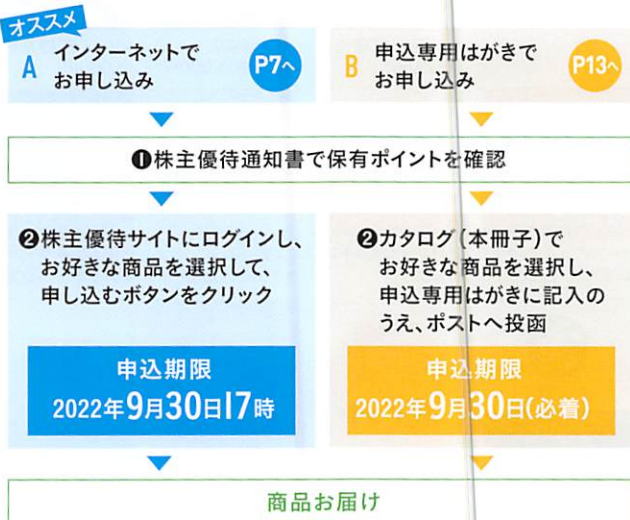 オススメ
A
インターネットで
お申し込み
P7へ
B
申込専用はがきで
お申し込み
P13へ
❶株主優待通知書で保有ポイントを確認
❷株主優待サイトにログインし、
お好きな商品を選択して、
申し込むボタンをクリック
申込期限
2022年9月30日17時
❷カタログ(本冊子)で
お好きな商品を選択し、
申込専用はがきに記入の
うえ、ポストへ投函
申込期限
2022年9月30日(必着)
商品お届け